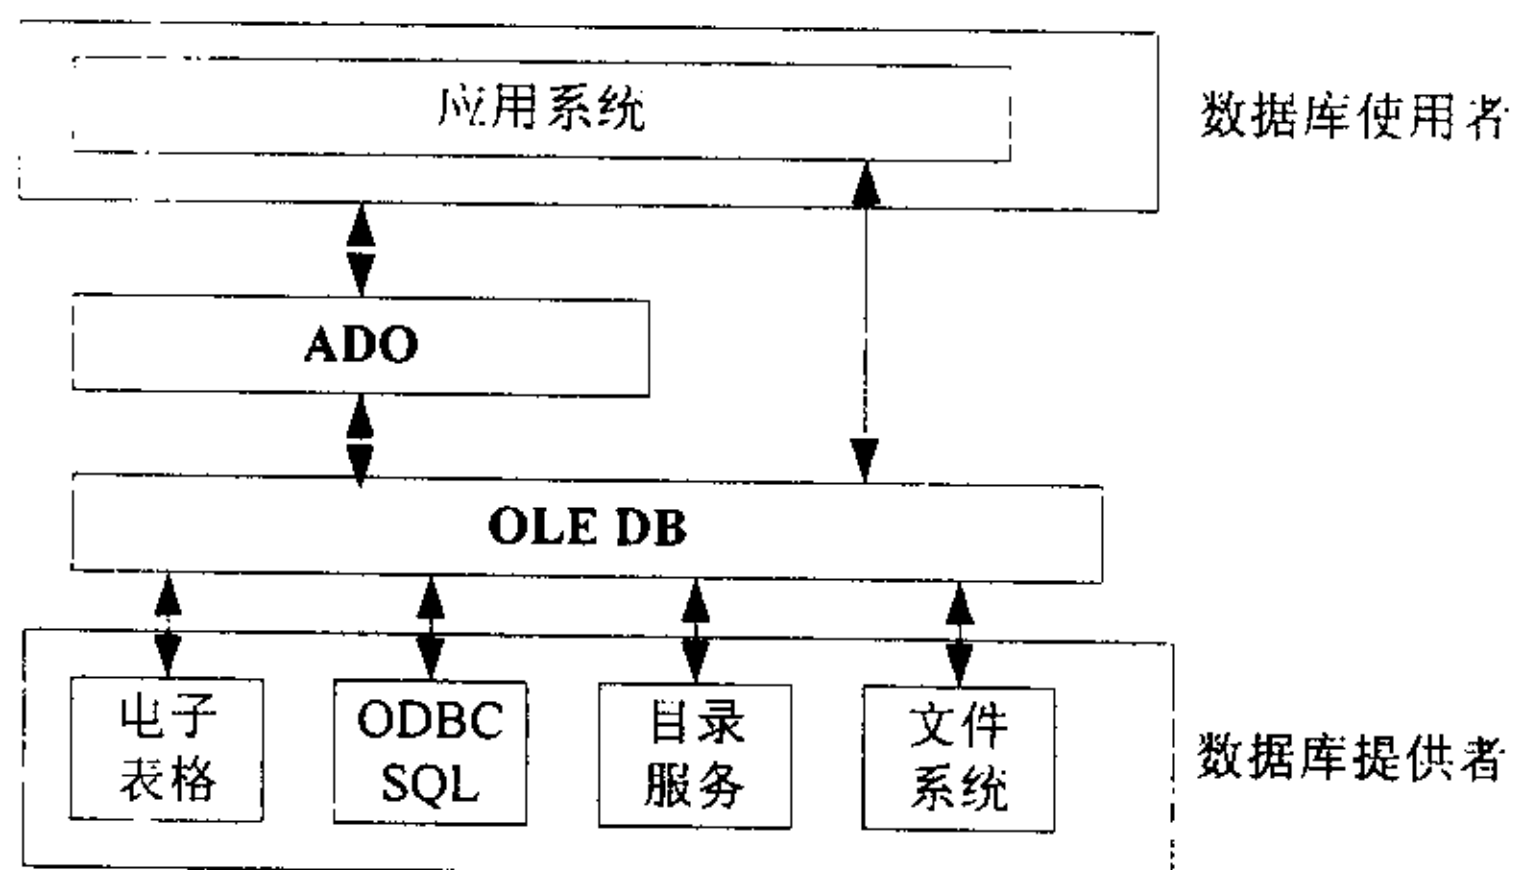 应用系统
数据库使用者
ADO
OLE DB
电子
表格
ODBC
SQL
目录
服务
文件
系统
数据库提供者